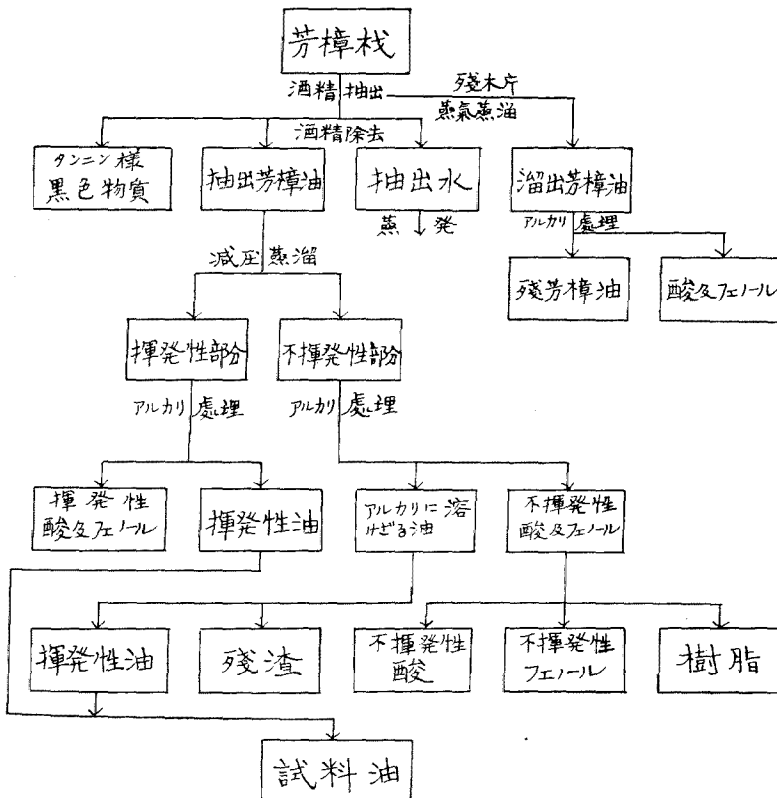 芳樟栈
酒精抽出
殘木片
蒸氣蒸溜
酒精除去
タンニン様
黒色物質
抽出芳樟油
抽出水
溜出芳樟油
蒸発
アルカリ處理
減圧蒸溜
殘芳樟油
酸及フェノール
揮発性部分
不揮発性部分
アルカリ處理
アルカリ處理
揮発性
酸及フェノール
揮発性油
アルカリに溶
けざる油
不揮発性
酸及フェノール
揮発性油
殘渣
不揮発性
酸
不揮発性
フェノール
樹脂
試料油